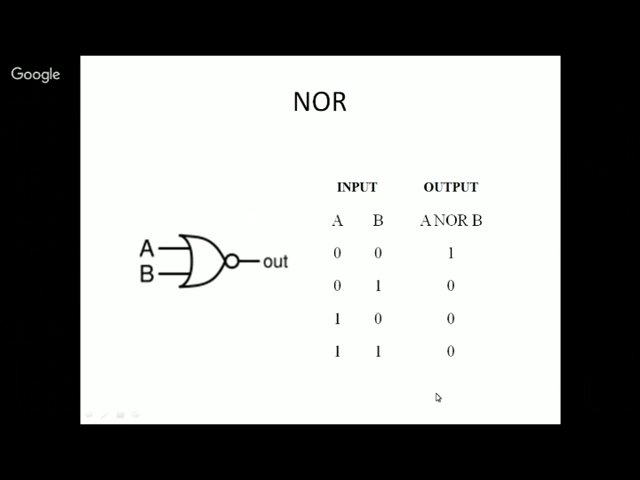 Google
NOR
INPUT OUTPUT
A B A NOR B
0 0 1
0 1 0
1 0 0
1 1 0
A
B
out